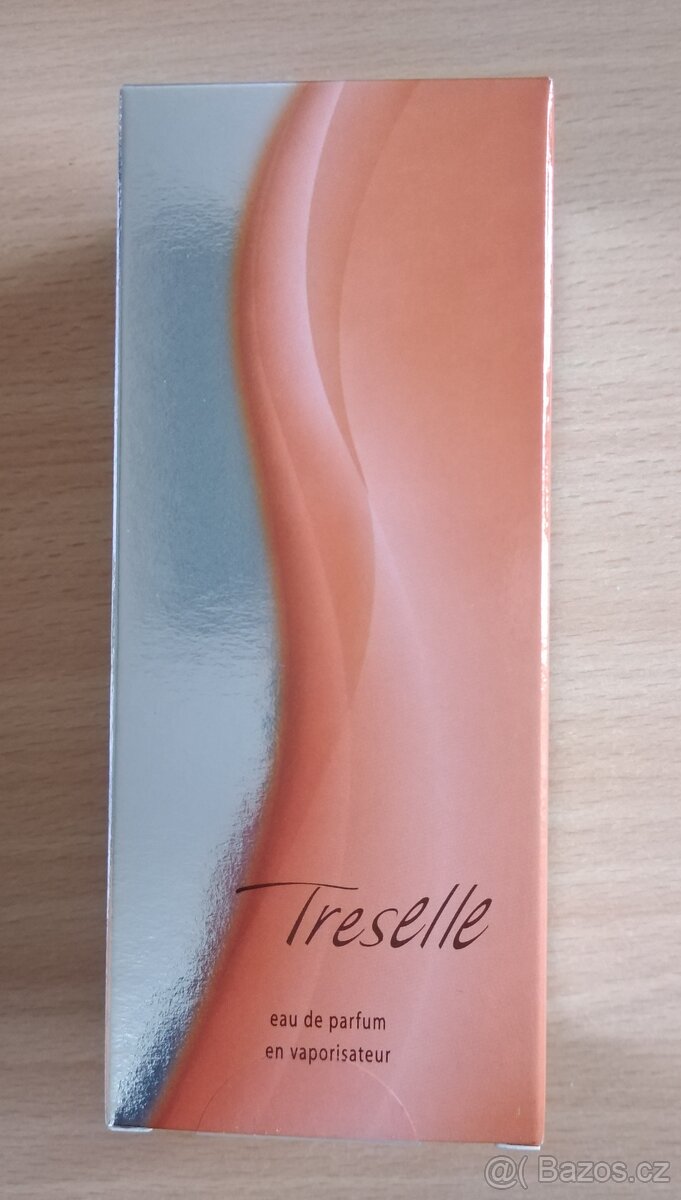 Treselle
eau de parfum
en vaporisateur
@( Bazos.cz